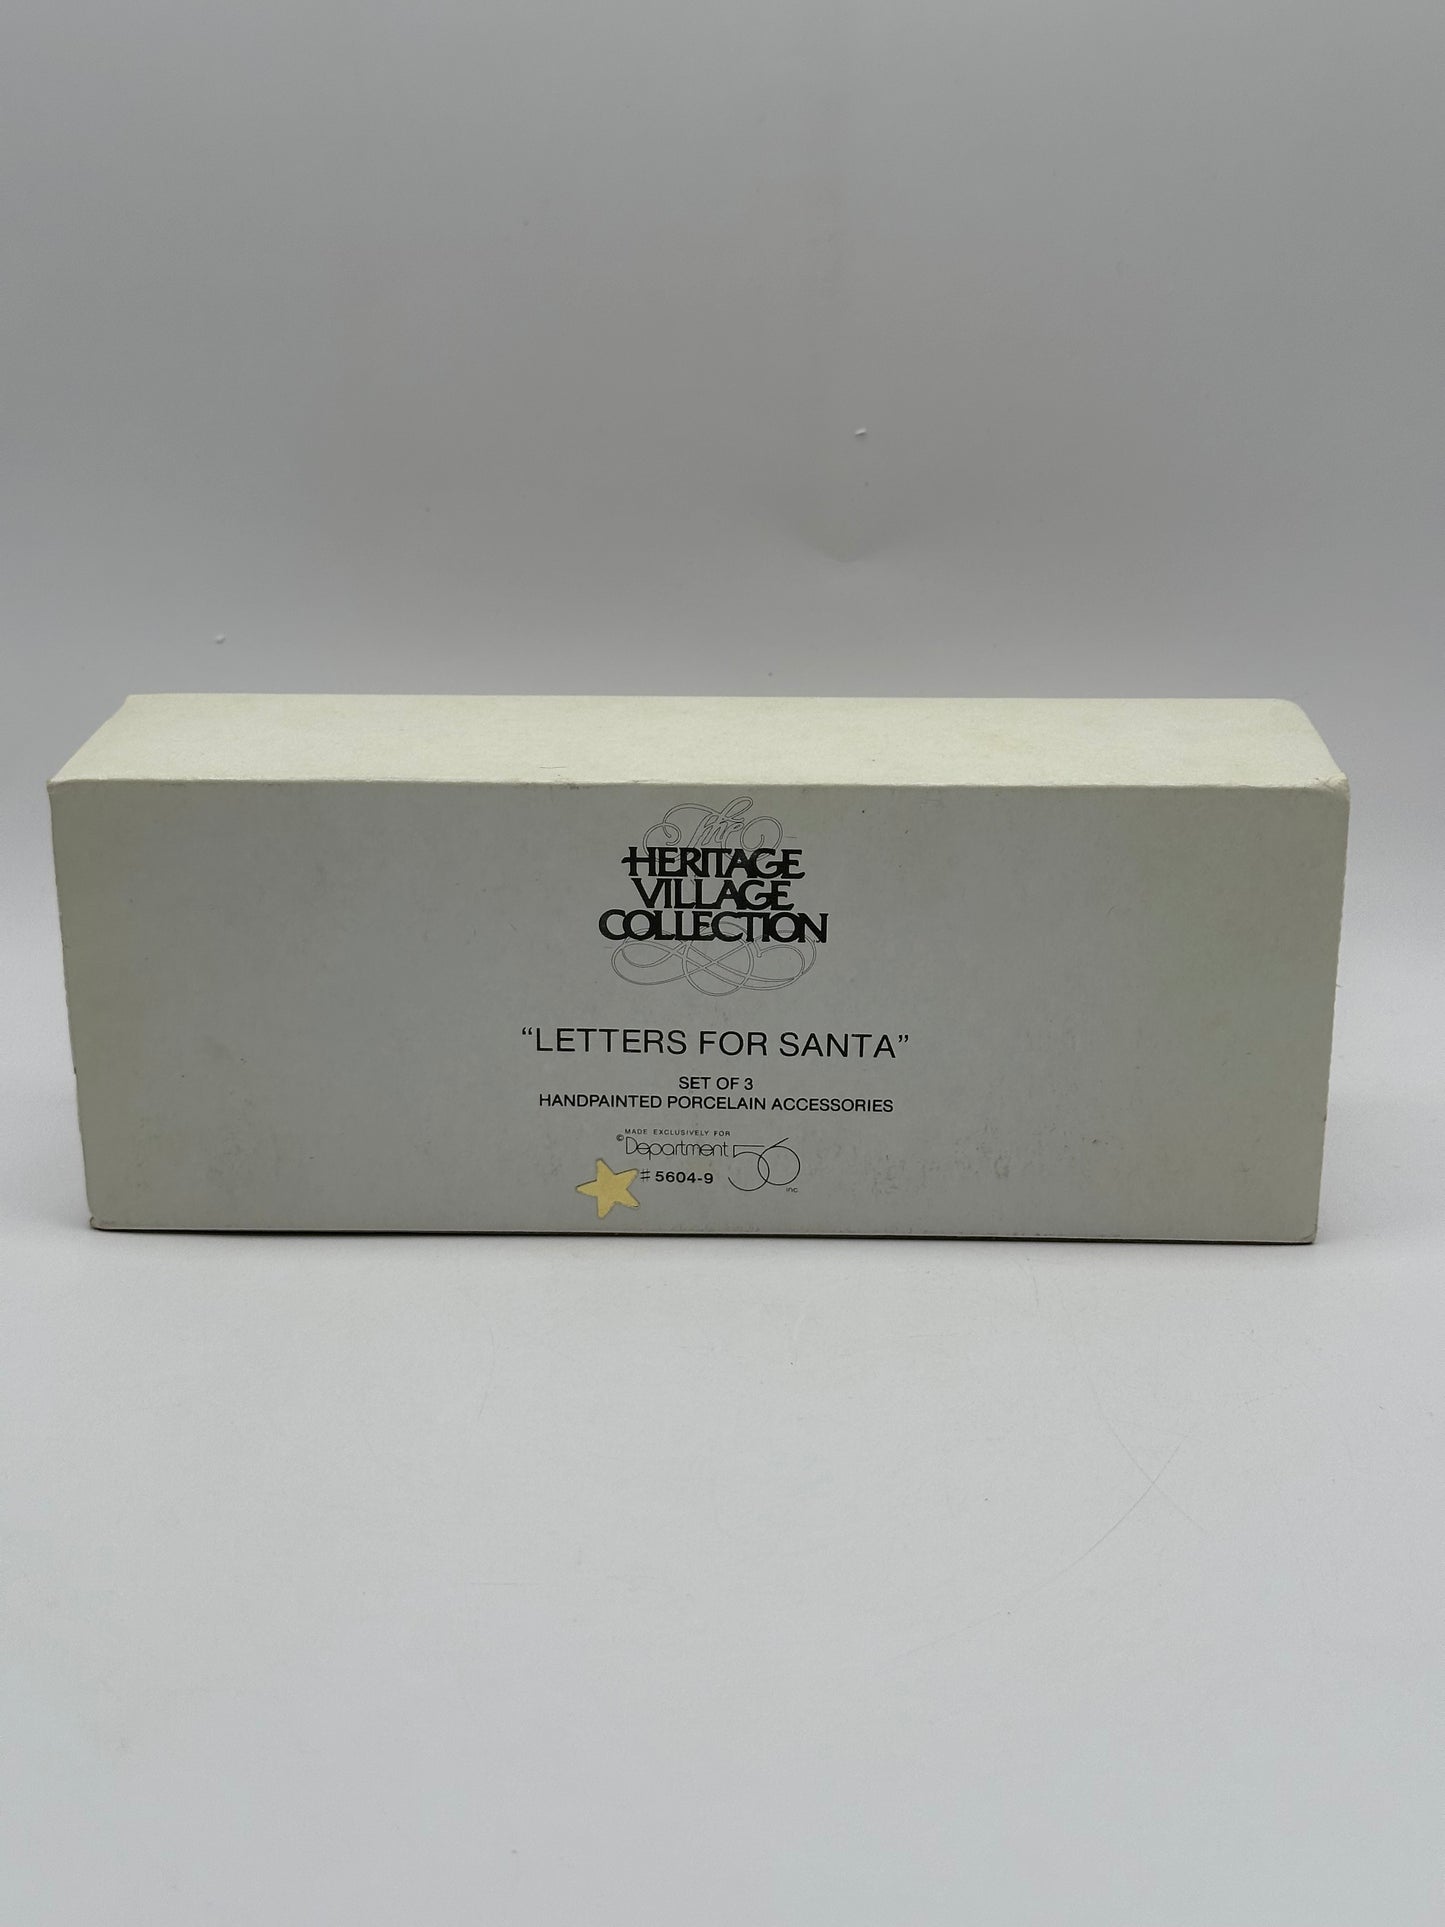 The
HERITAGE
VILLAGE
COLLECTION
“LETTERS FOR SANTA”
SET OF 3
HANDPAINTED PORCELAIN ACCESSORIES
MADE EXCLUSIVELY FOR
©Department 56
# 5604-9
inc